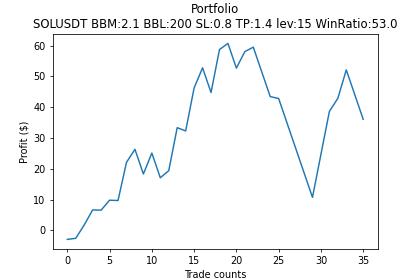 Portfolio
SOLUSDT BBM:2.1 BBL:200 SL:0.8 TP:1.4 lev:15 WinRatio:53.0
60
50
40
30
20
10
0
Profit ($)
0 5 10 15 20 25 30 35
Trade counts